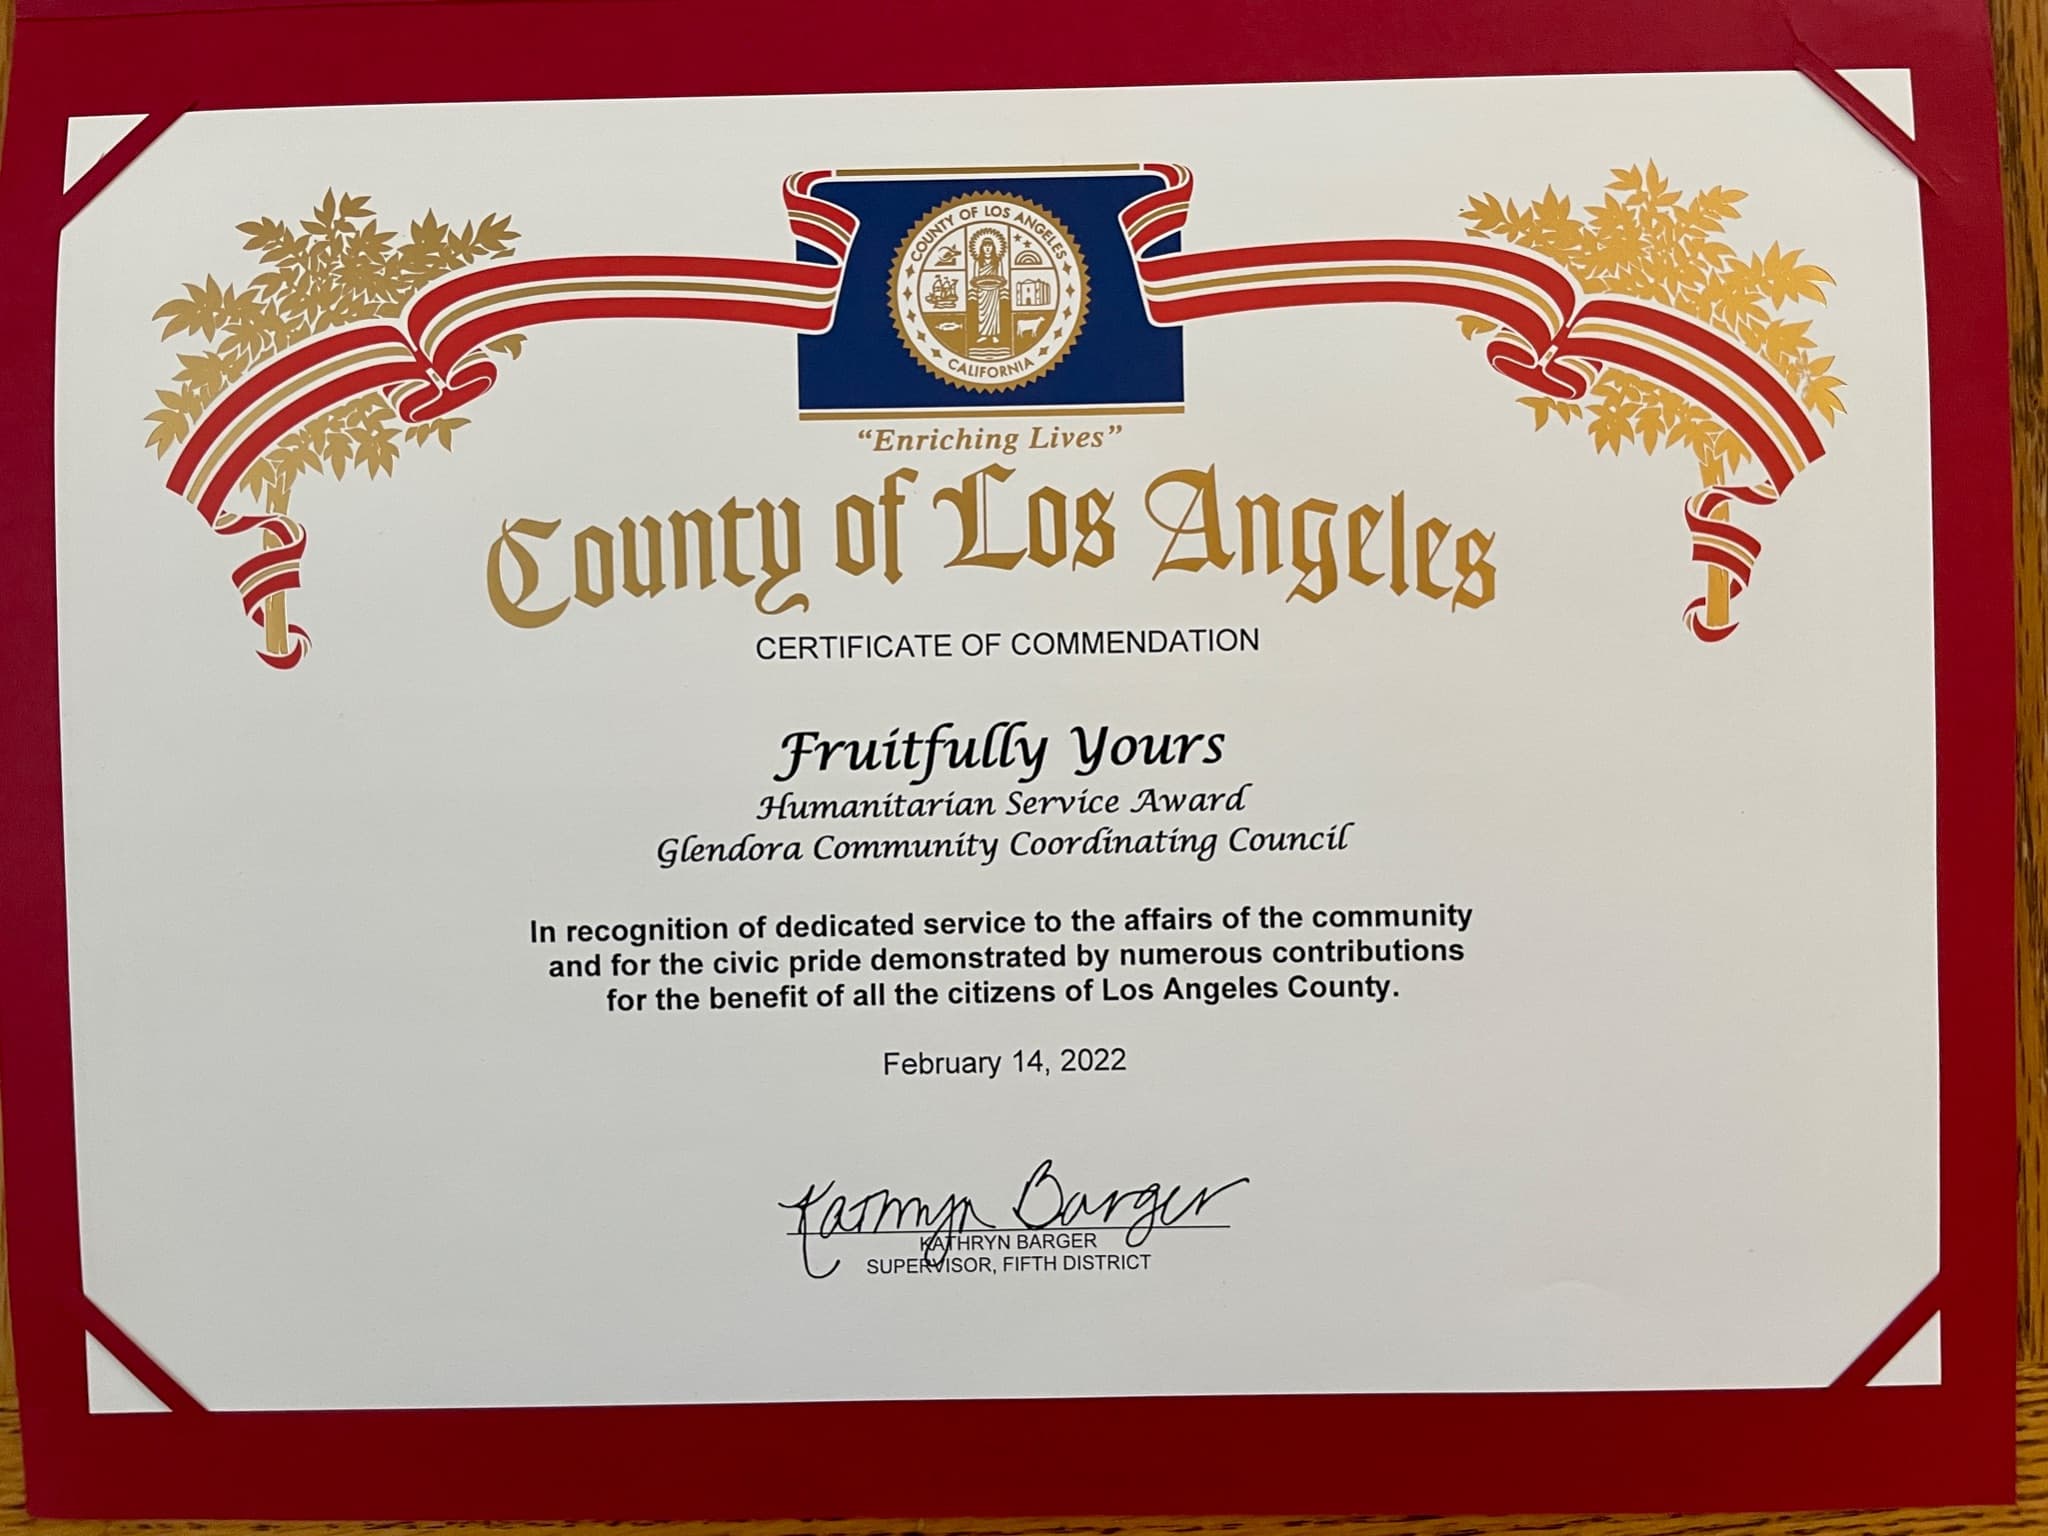 COUNTY OF LOS ANGELES
CALIFORNIA
“Enriching Lives”
County of Los Angeles
CERTIFICATE OF COMMENDATION
Fruitfully Yours
Humanitarian Service Award
Glendora Community Coordinating Council
In recognition of dedicated service to the affairs of the community
and for the civic pride demonstrated by numerous contributions
for the benefit of all the citizens of Los Angeles County.
February 14, 2022
Kathryn Barger
KATHRYN BARGER
SUPERVISOR, FIFTH DISTRICT